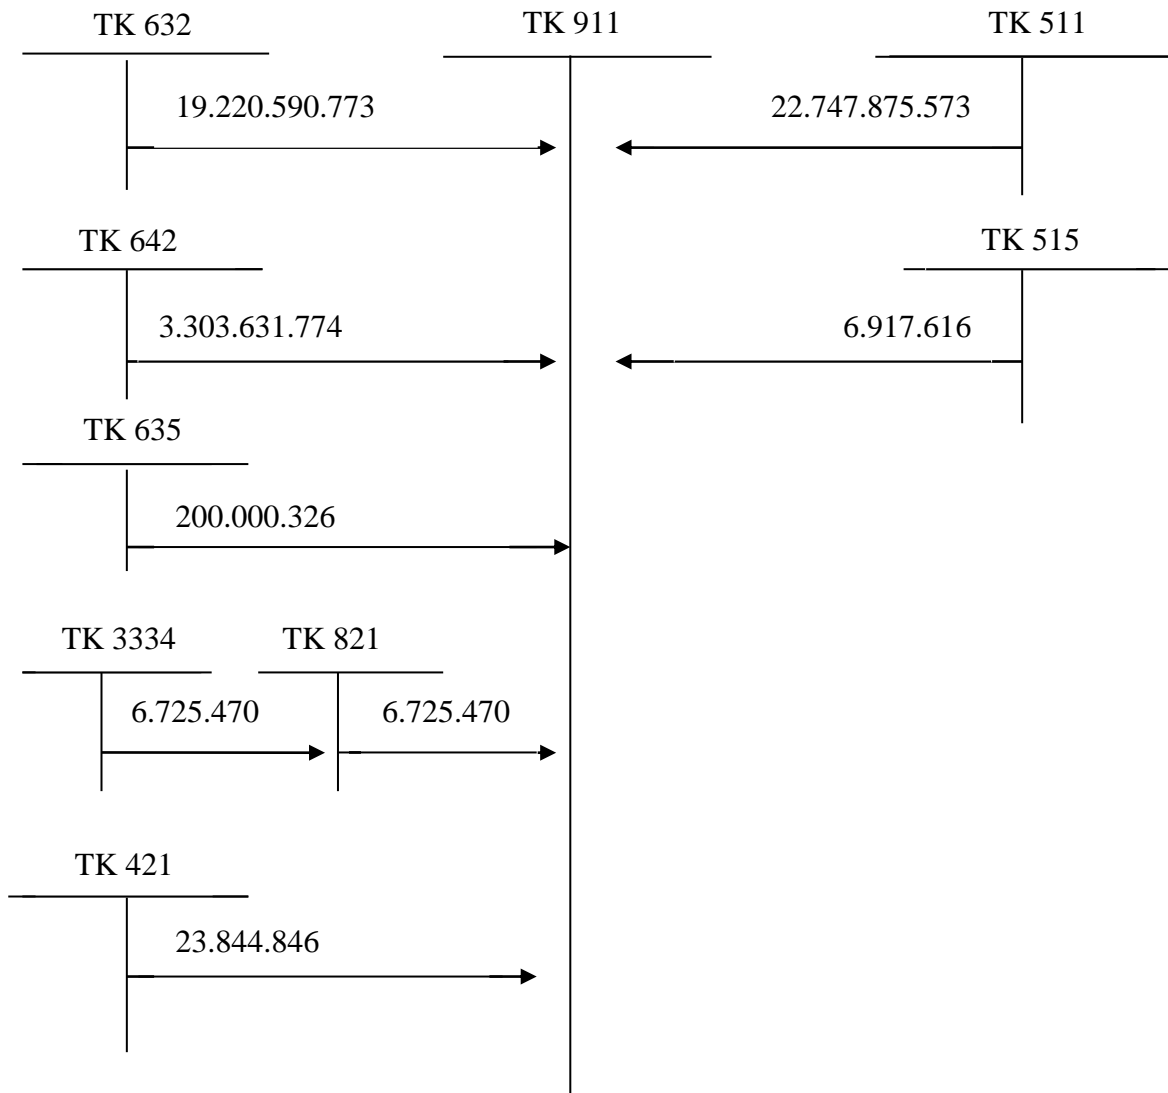 TK 632
TK 911
TK 511
19.220.590.773
22.747.875.573
TK 642
TK 515
3.303.631.774
6.917.616
TK 635
200.000.326
TK 3334
TK 821
6.725.470
6.725.470
TK 421
23.844.846